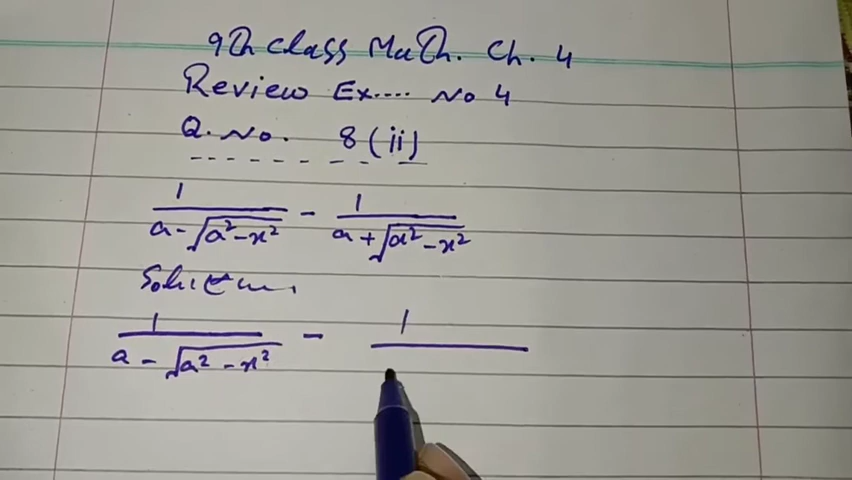 9th class Math. Ch. 4
Review Ex.... No 4
Q. No. 8 (ii)
1/(a - √(a² - x²)) - 1/(a + √(a² - x²))
Solution.
1/(a - √(a² - x²)) - 1/